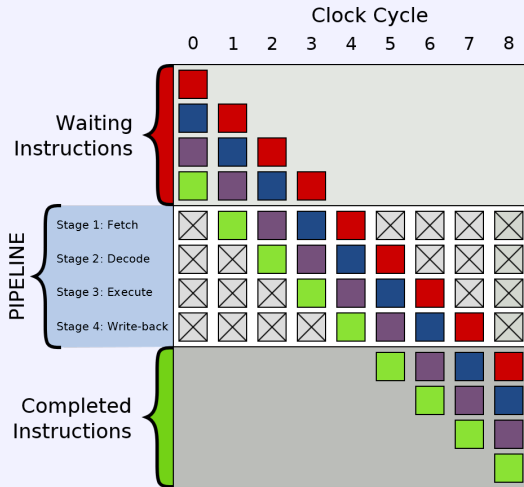 Clock Cycle
0 1 2 3 4 5 6 7 8
Waiting
Instructions
PIPELINE
Stage 1: Fetch
Stage 2: Decode
Stage 3: Execute
Stage 4: Write-back
Completed
Instructions